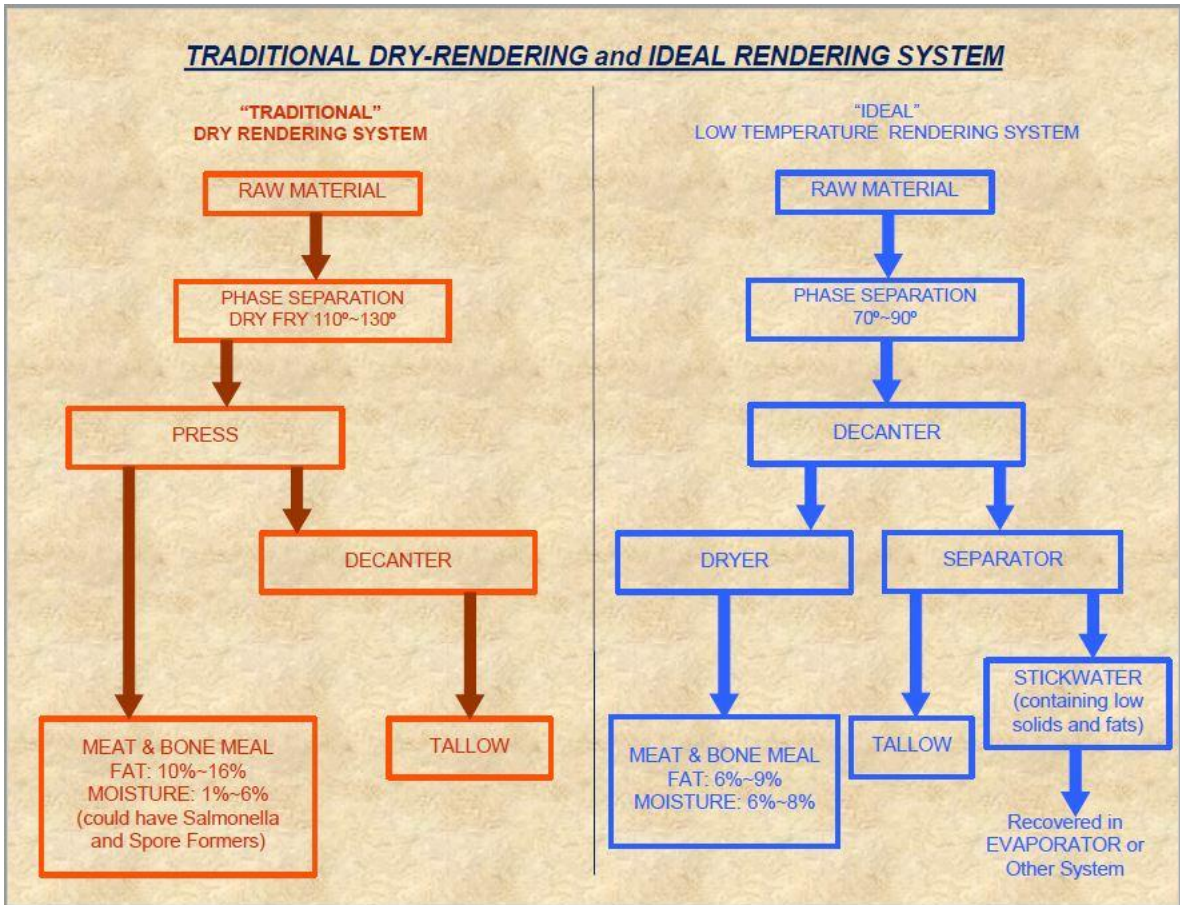 TRADITIONAL DRY-RENDERING and IDEAL RENDERING SYSTEM
“TRADITIONAL”
DRY RENDERING SYSTEM
RAW MATERIAL
PHASE SEPARATION
DRY FRY 110º~130º
PRESS
DECANTER
MEAT & BONE MEAL
FAT: 10%~16%
MOISTURE: 1%~6%
(could have Salmonella
and Spore Formers)
TALLOW
“IDEAL”
LOW TEMPERATURE RENDERING SYSTEM
RAW MATERIAL
PHASE SEPARATION
70º~90º
DECANTER
DRYER
SEPARATOR
MEAT & BONE MEAL
FAT: 6%~9%
MOISTURE: 6%~8%
TALLOW
STICKWATER
(containing low
solids and fats)
Recovered in
EVAPORATOR or
Other System